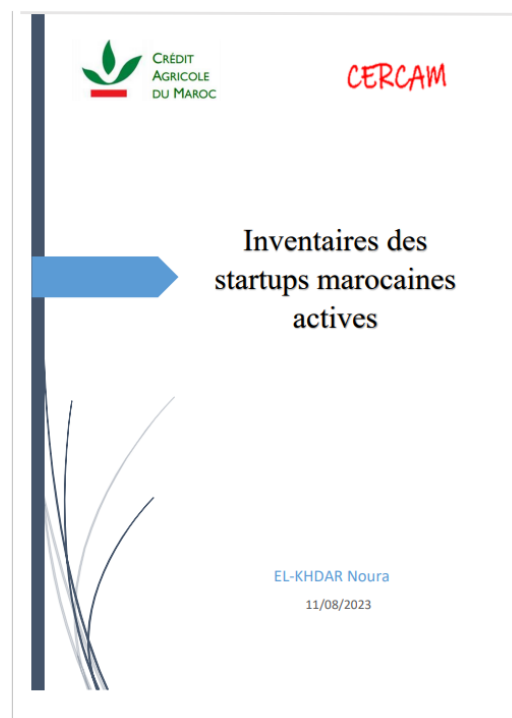 CRÉDIT
AGRICOLE
DU MAROC
CERCAM
Inventaires des
startups marocaines
actives
EL-KHDAR Noura
11/08/2023